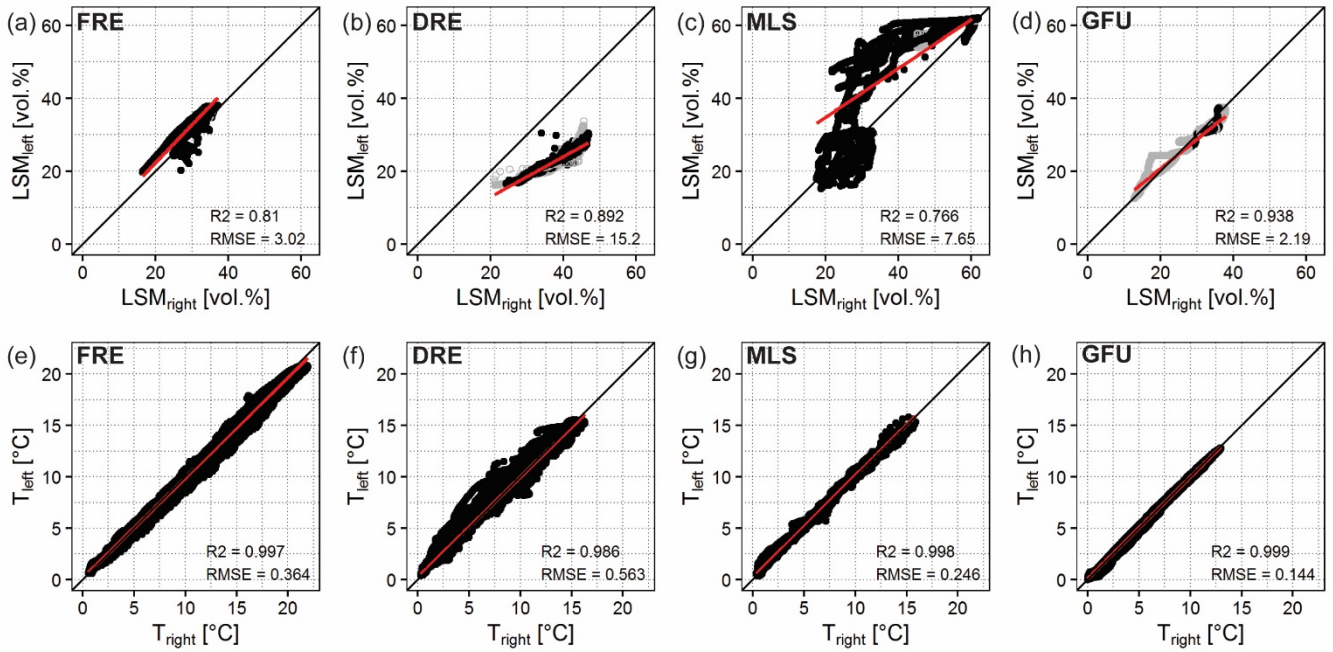 (a) FRE
60
40
20
0
LSMleft [vol.%]
R2 = 0.81
RMSE = 3.02
0 20 40 60
LSMright [vol.%]
(b) DRE
60
40
20
0
LSMleft [vol.%]
R2 = 0.892
RMSE = 15.2
0 20 40 60
LSMright [vol.%]
(c) MLS
60
40
20
0
LSMleft [vol.%]
R2 = 0.766
RMSE = 7.65
0 20 40 60
LSMright [vol.%]
(d) GFU
60
40
20
0
LSMleft [vol.%]
R2 = 0.938
RMSE = 2.19
0 20 40 60
LSMright [vol.%]
(e) FRE
20
15
10
5
0
Tleft [°C]
R2 = 0.997
RMSE = 0.364
0 5 10 15 20
Tright [°C]
(f) DRE
20
15
10
5
0
Tleft [°C]
R2 = 0.986
RMSE = 0.563
0 5 10 15 20
Tright [°C]
(g) MLS
20
15
10
5
0
Tleft [°C]
R2 = 0.998
RMSE = 0.246
0 5 10 15 20
Tright [°C]
(h) GFU
20
15
10
5
0
Tleft [°C]
R2 = 0.999
RMSE = 0.144
0 5 10 15 20
Tright [°C]